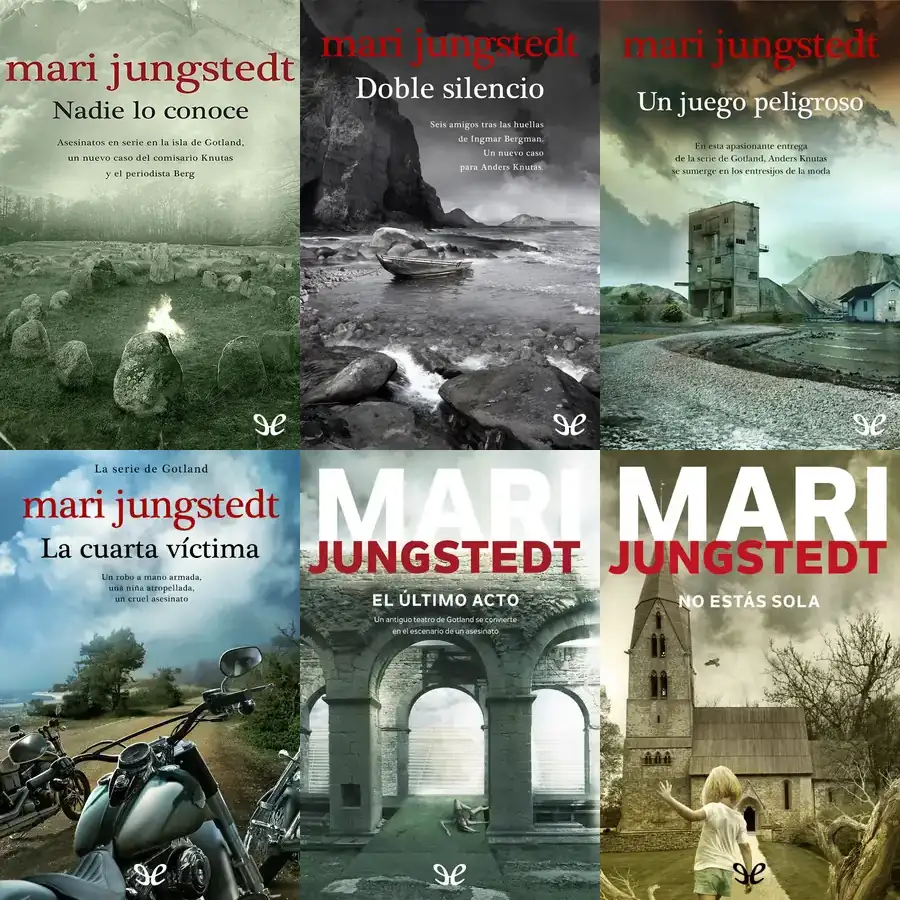 mari jungstedt
Nadie lo conoce
Asesinatos en serie en la isla de Gotland,
un nuevo caso del comisario Knutas
y el periodista Berg
mari jungstedt
Doble silencio
Seis amigos tras las huellas
de Ingmar Bergman.
Un nuevo caso
para Anders Knutas.
mari jungstedt
Un juego peligroso
En esta apasionante entrega
de la serie de Gotland, Anders Knutas
se sumerge en los entresijos de la moda
La serie de Gotland
mari jungstedt
La cuarta víctima
Un robo a mano armada,
una niña atropellada,
un cruel asesinato
MARI
JUNGSTEDT
EL ÚLTIMO ACTO
Un antiguo teatro de Gotland se convierte
en el escenario de un asesinato
MARI
JUNGSTEDT
NO ESTÁS SOLA